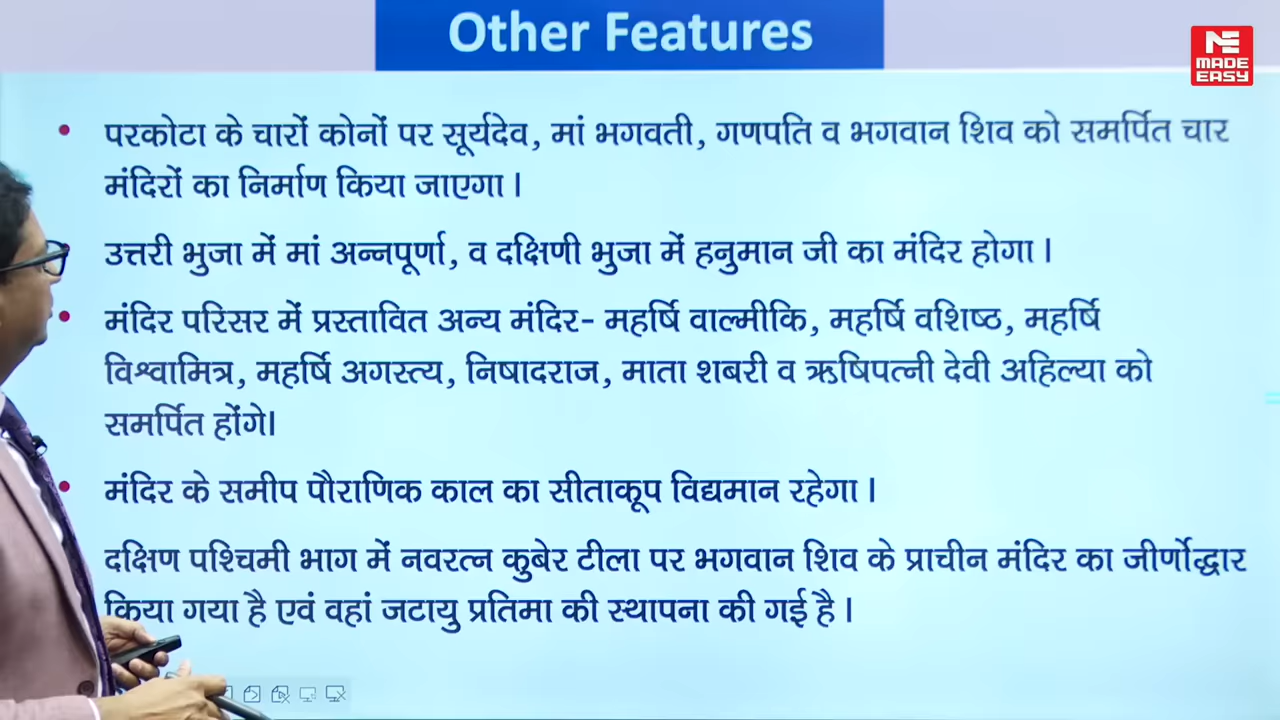 Other Features
MADE
EASY
परकोटा के चारों कोनों पर सूर्यदेव, मां भगवती, गणपति व भगवान शिव को समर्पित चार
मंदिरों का निर्माण किया जाएगा ।
उत्तरी भुजा में मां अन्नपूर्णा, व दक्षिणी भुजा में हनुमान जी का मंदिर होगा ।
मंदिर परिसर में प्रस्तावित अन्य मंदिर- महर्षि वाल्मीकि, महर्षि वशिष्ठ, महर्षि
विश्वामित्र, महर्षि अगस्त्य, निषादराज, माता शबरी व ऋषिपत्नी देवी अहिल्या को
समर्पित होंगे।
मंदिर के समीप पौराणिक काल का सीताकूप विद्यमान रहेगा ।
दक्षिण पश्चिमी भाग में नवरत्न कुबेर टीला पर भगवान शिव के प्राचीन मंदिर का जीर्णोद्धार
किया गया है एवं वहां जटायु प्रतिमा की स्थापना की गई है ।